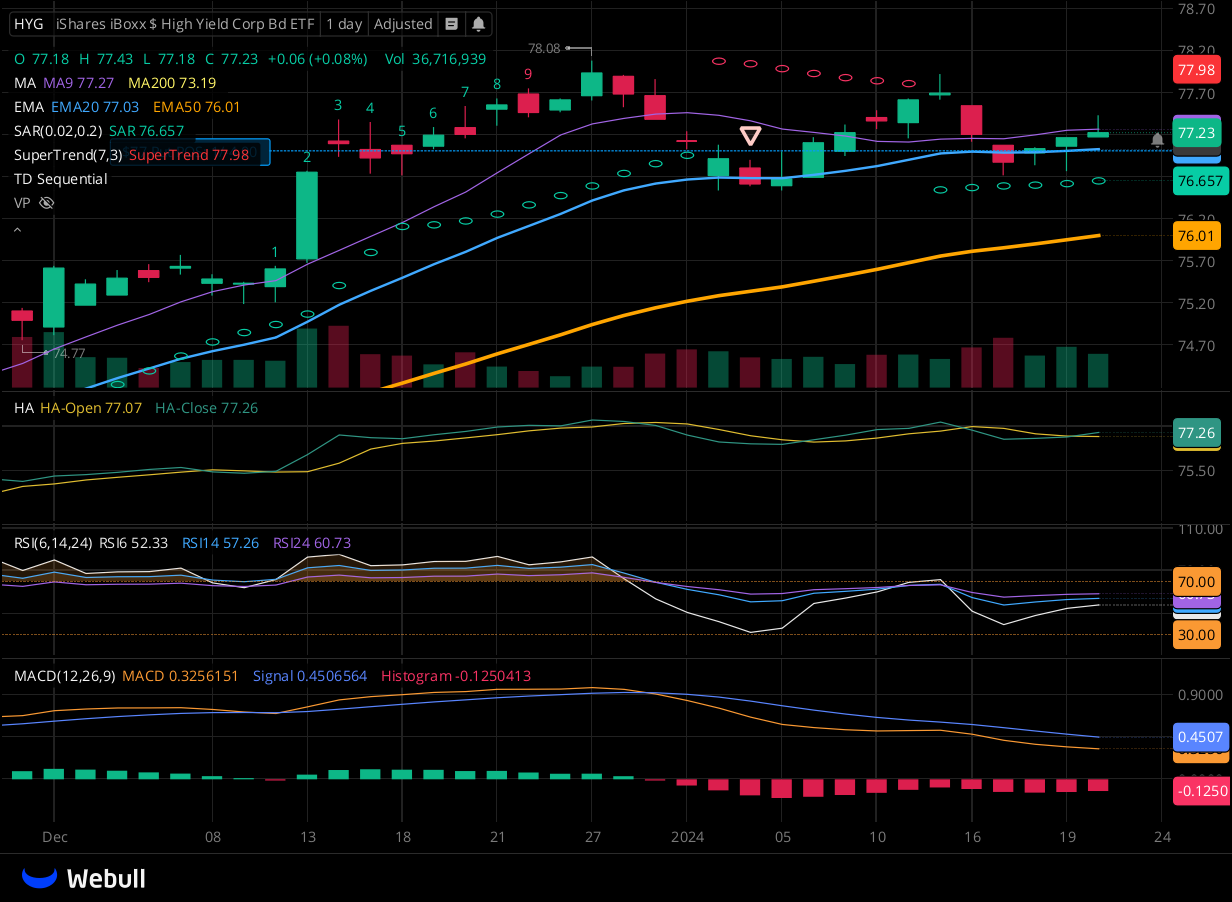 HYG iShares iBoxx $ High Yield Corp Bd ETF 1 day Adjusted
O 77.18 H 77.43 L 77.18 C 77.23 +0.06 (+0.08%) Vol 36,716,939
MA MA9 77.27 MA200 73.19
EMA EMA20 77.03 EMA50 76.01
SAR(0.02,0.2) SAR 76.657
SuperTrend(7,3) SuperTrend 77.98
TD Sequential
VP
78.08
1
2
3
4
5
6
7
8
9
74.77
78.70
78.20
77.98
77.70
77.23
76.657
76.20
76.01
75.70
75.20
74.70
HA HA-Open 77.07 HA-Close 77.26
77.26
75.50
RSI(6,14,24) RSI6 52.33 RSI14 57.26 RSI24 60.73
110.00
70.00
30.00
MACD(12,26,9) MACD 0.3256151 Signal 0.4506564 Histogram -0.1250413
0.9000
0.4507
-0.1250
Dec 08 13 18 21 27 2024 05 10 16 19 24
Webull